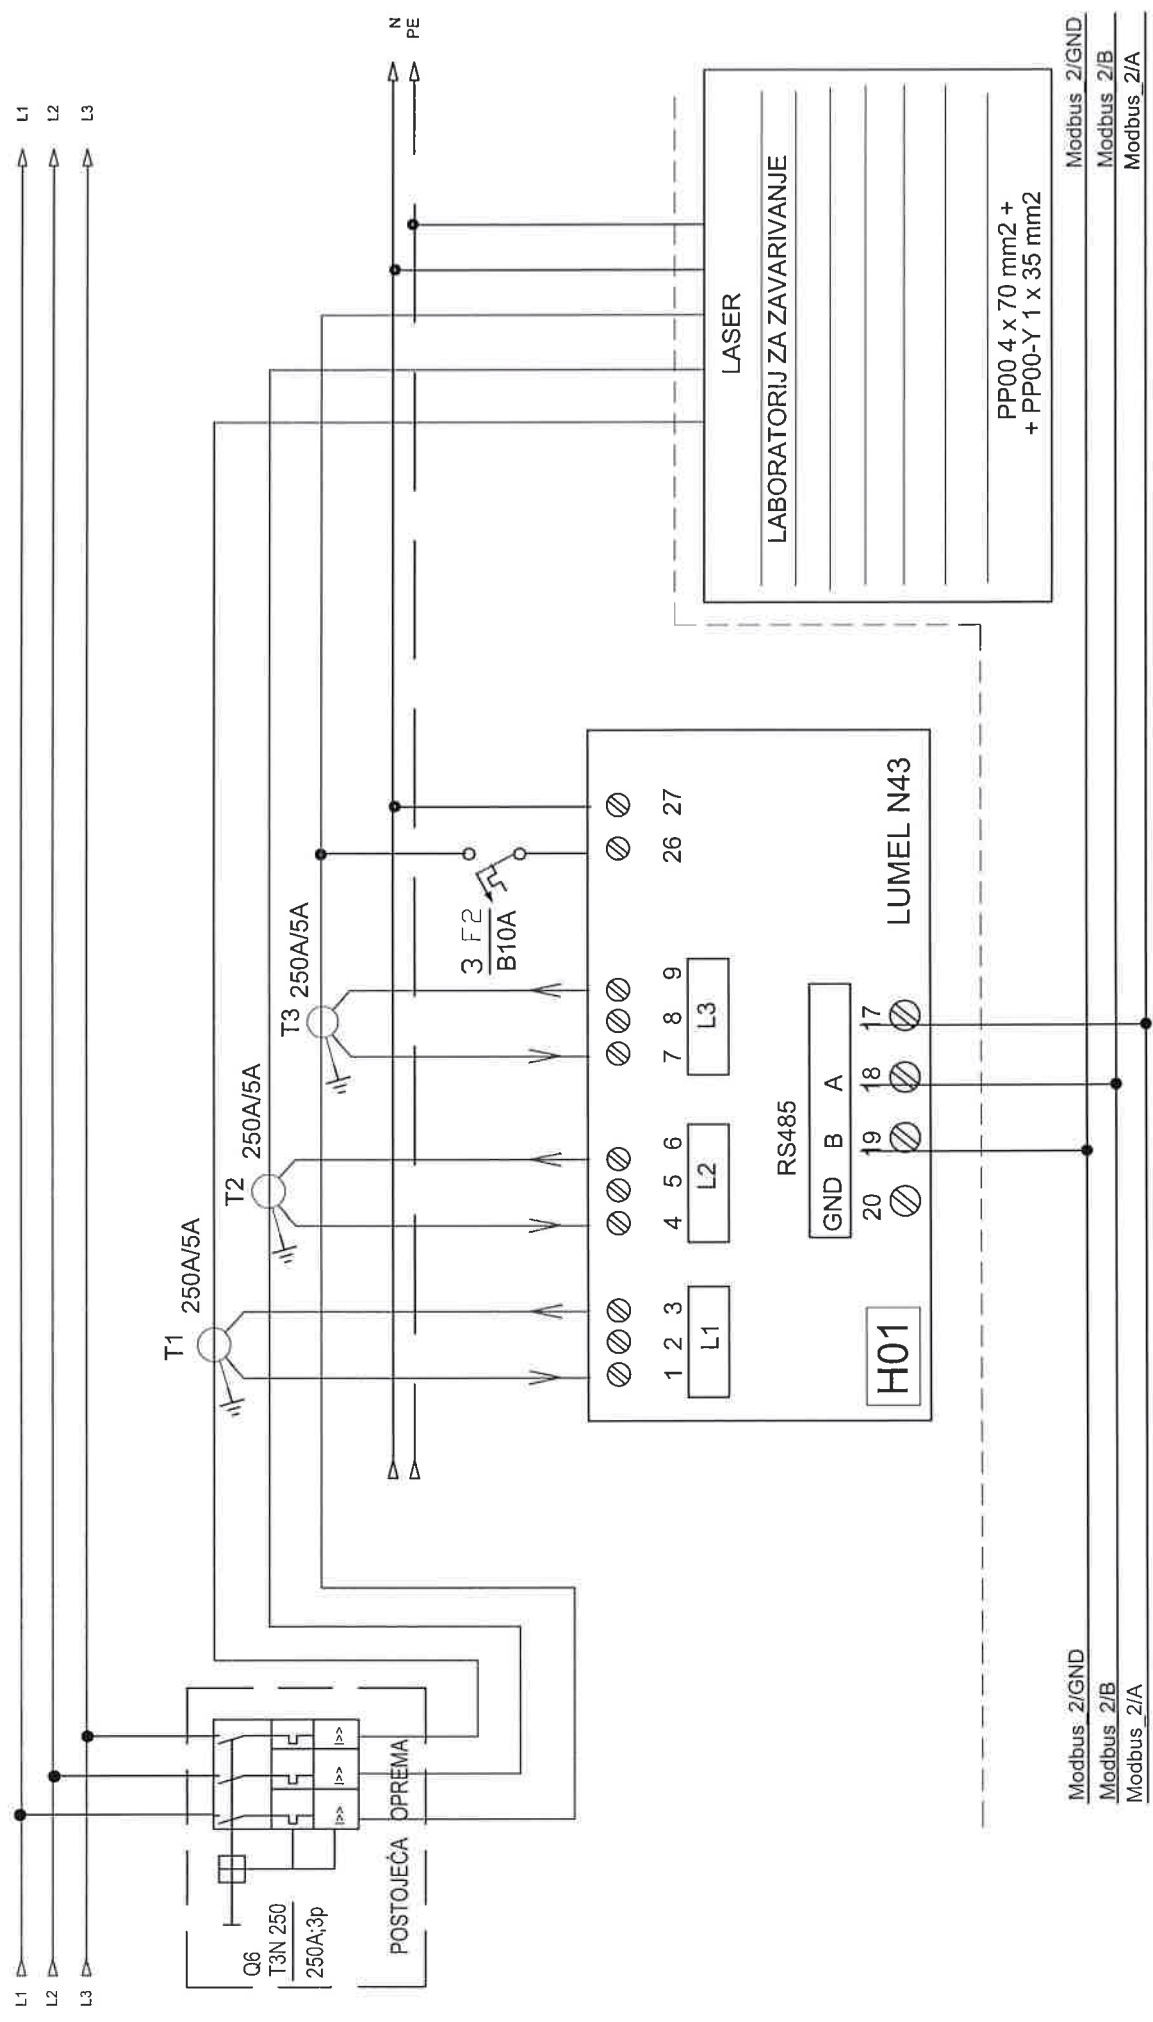 L1
L2
L3
L1
L2
L3
N
PE
Q6
T3N 250
250A;3p
POSTOJEĆA OPREMA
I>> I>> I>>
T1
250A/5A
T2
250A/5A
T3
250A/5A
3 F2
B10A
1 2 3 4 5 6 7 8 9 26 27
L1 L2 L3
H01
RS485
GND B A
20 19 18 17
LUMEL N43
LASER
LABORATORIJ ZA ZAVARIVANJE
PP00 4 x 70 mm2 +
+ PP00-Y 1 x 35 mm2
Modbus_2/GND
Modbus_2/B
Modbus_2/A
Modbus_2/GND
Modbus_2/B
Modbus_2/A